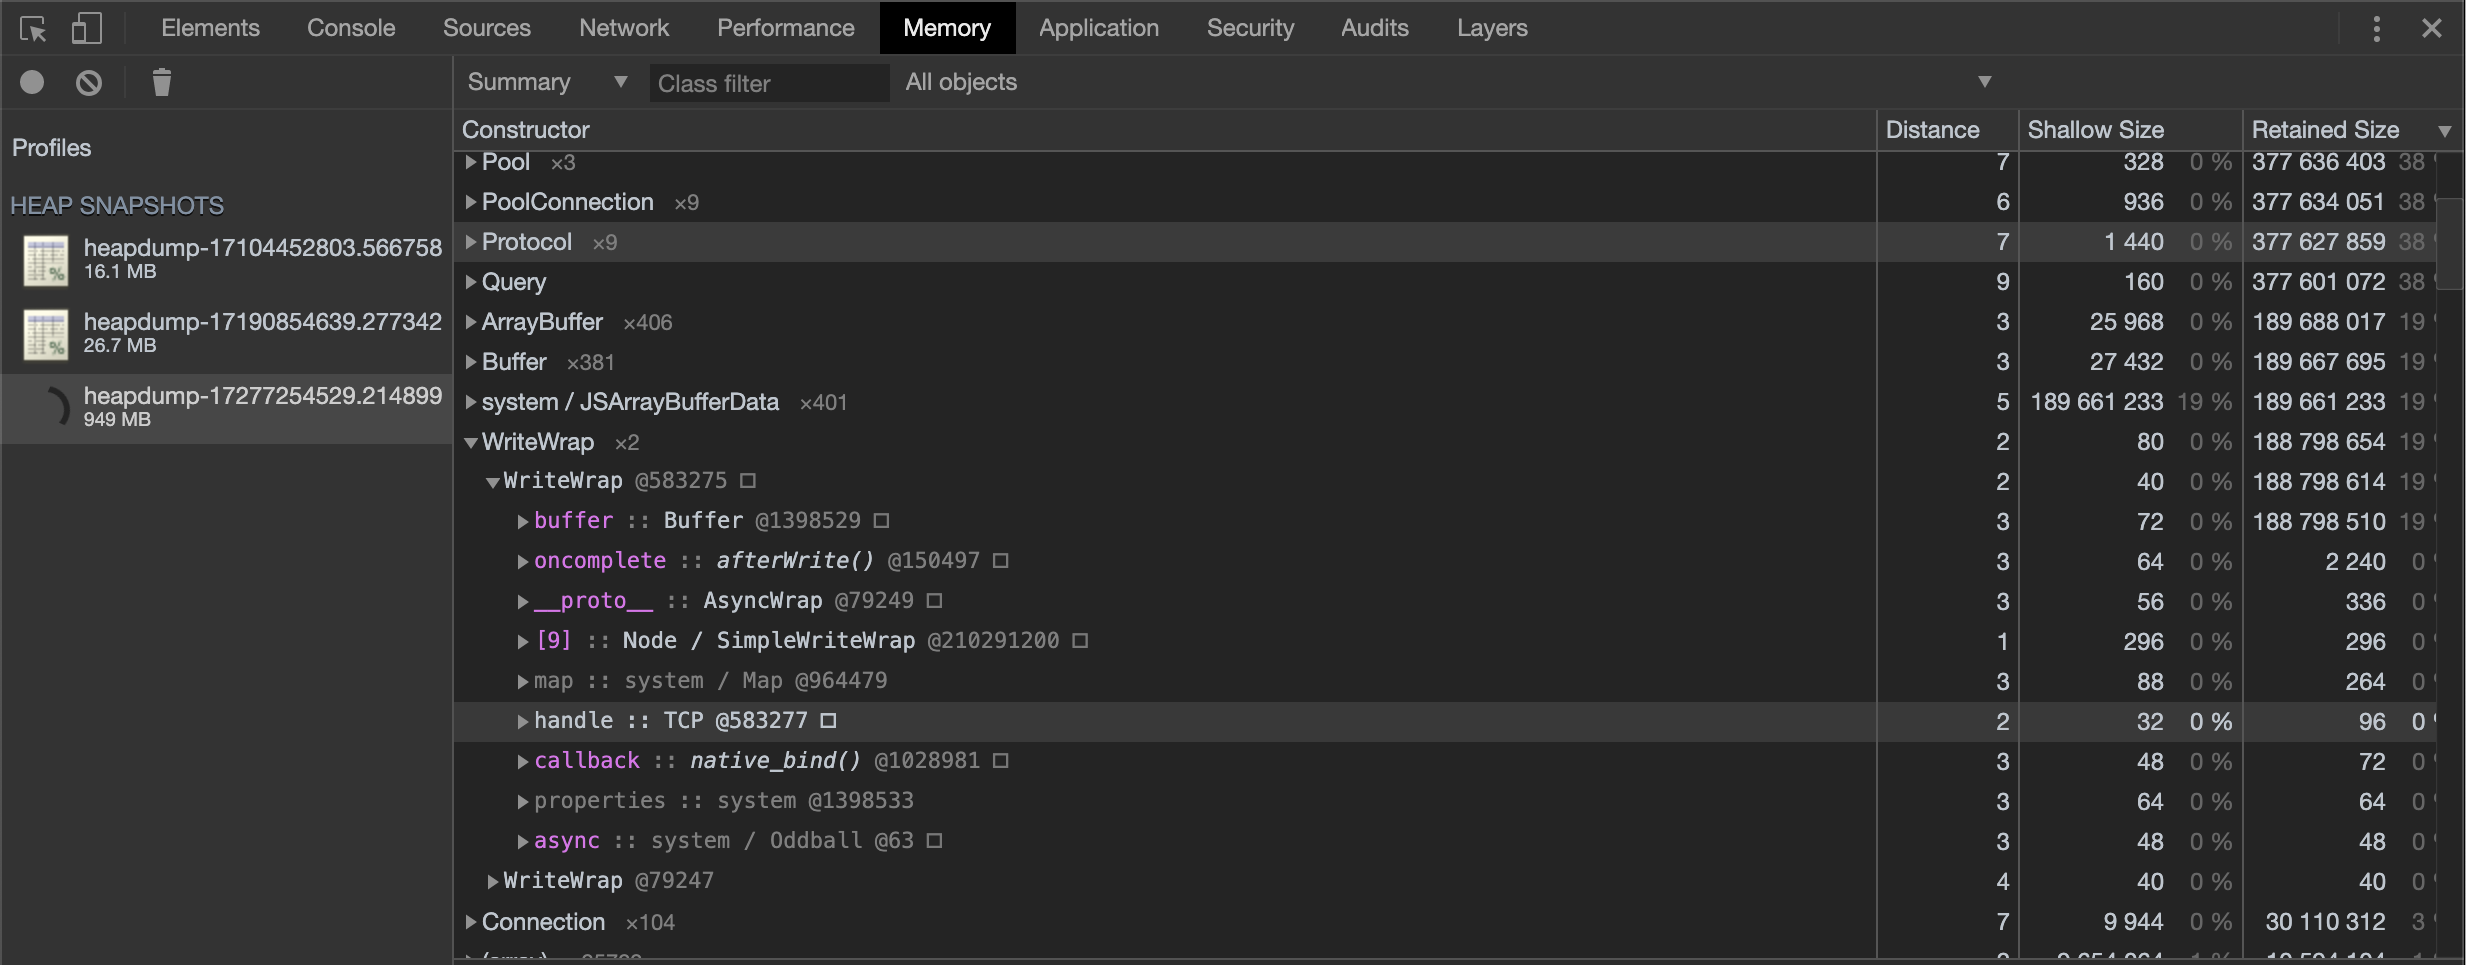 Elements Console Sources Network Performance Memory Application Security Audits Layers
Summary Class filter All objects
Profiles
HEAP SNAPSHOTS
heapdump-17104452803.566758
16.1 MB
heapdump-17190854639.277342
26.7 MB
heapdump-17277254529.214899
949 MB
Constructor Distance Shallow Size Retained Size
Pool ×3 7 328 0 % 377 636 403 38
PoolConnection ×9 6 936 0 % 377 634 051 38
Protocol ×9 7 1 440 0 % 377 627 859 38
Query 9 160 0 % 377 601 072 38
ArrayBuffer ×406 3 25 968 0 % 189 688 017 19
Buffer ×381 3 27 432 0 % 189 667 695 19
system / JSArrayBufferData ×401 5 189 661 233 19 % 189 661 233 19
WriteWrap ×2 2 80 0 % 188 798 654 19
WriteWrap @583275 2 40 0 % 188 798 614 19
buffer :: Buffer @1398529 3 72 0 % 188 798 510 19
oncomplete :: afterWrite() @150497 3 64 0 % 2 240 0
__proto__ :: AsyncWrap @79249 3 56 0 % 336 0
[9] :: Node / SimpleWriteWrap @210291200 1 296 0 % 296 0
map :: system / Map @964479 3 88 0 % 264 0
handle :: TCP @583277 2 32 0 % 96 0
callback :: native_bind() @1028981 3 48 0 % 72 0
properties :: system @1398533 3 64 0 % 64 0
async :: system / Oddball @63 3 48 0 % 48 0
WriteWrap @79247 4 40 0 % 40 0
Connection ×104 7 9 944 0 % 30 110 312 3